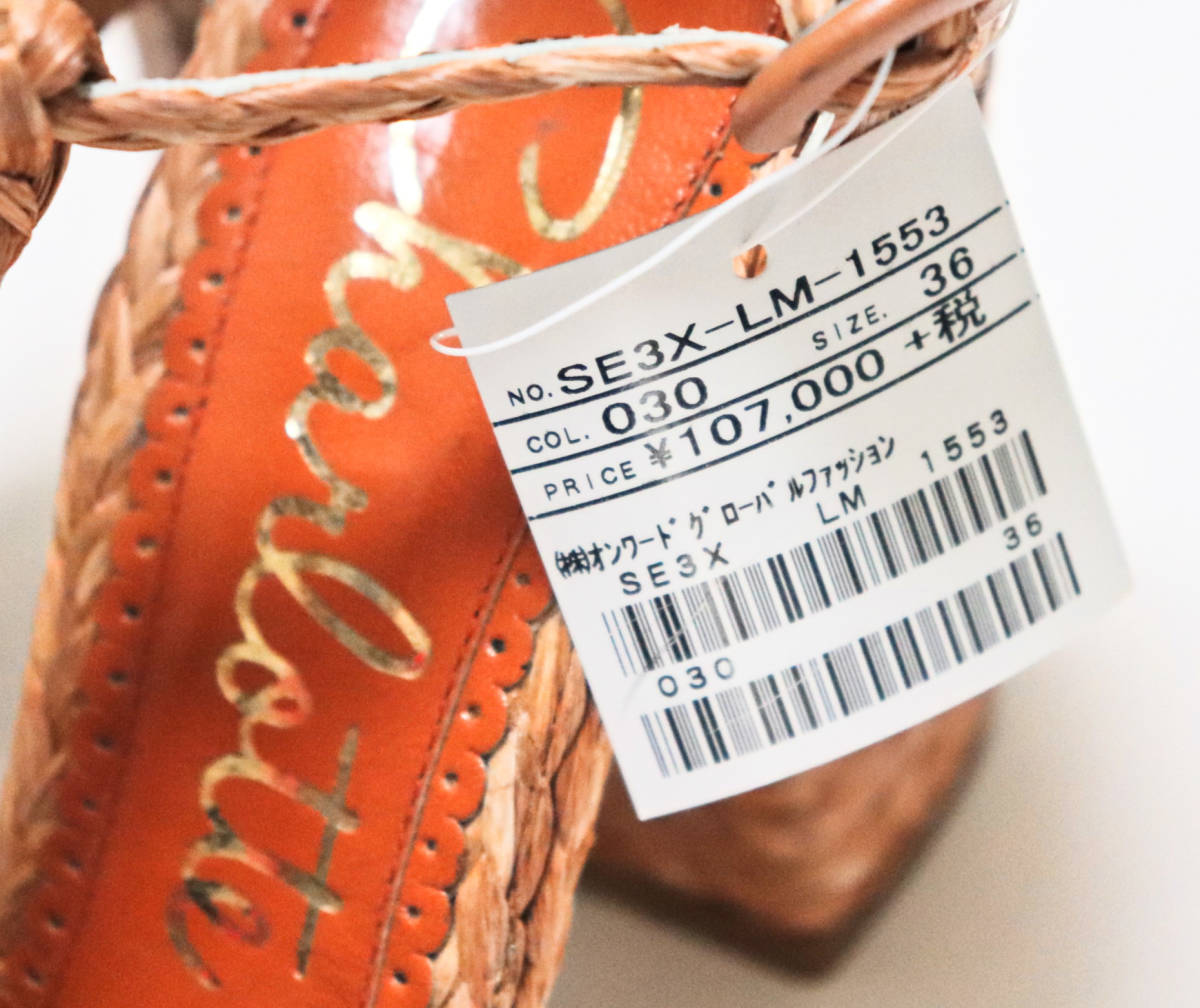 Charlotte
NO. SE3X-LM-1553
COL. 030 SIZE. 36
PRICE ¥107,000 +税
㈱オンワードグローバルファッション
SE3X LM 1553
030 36